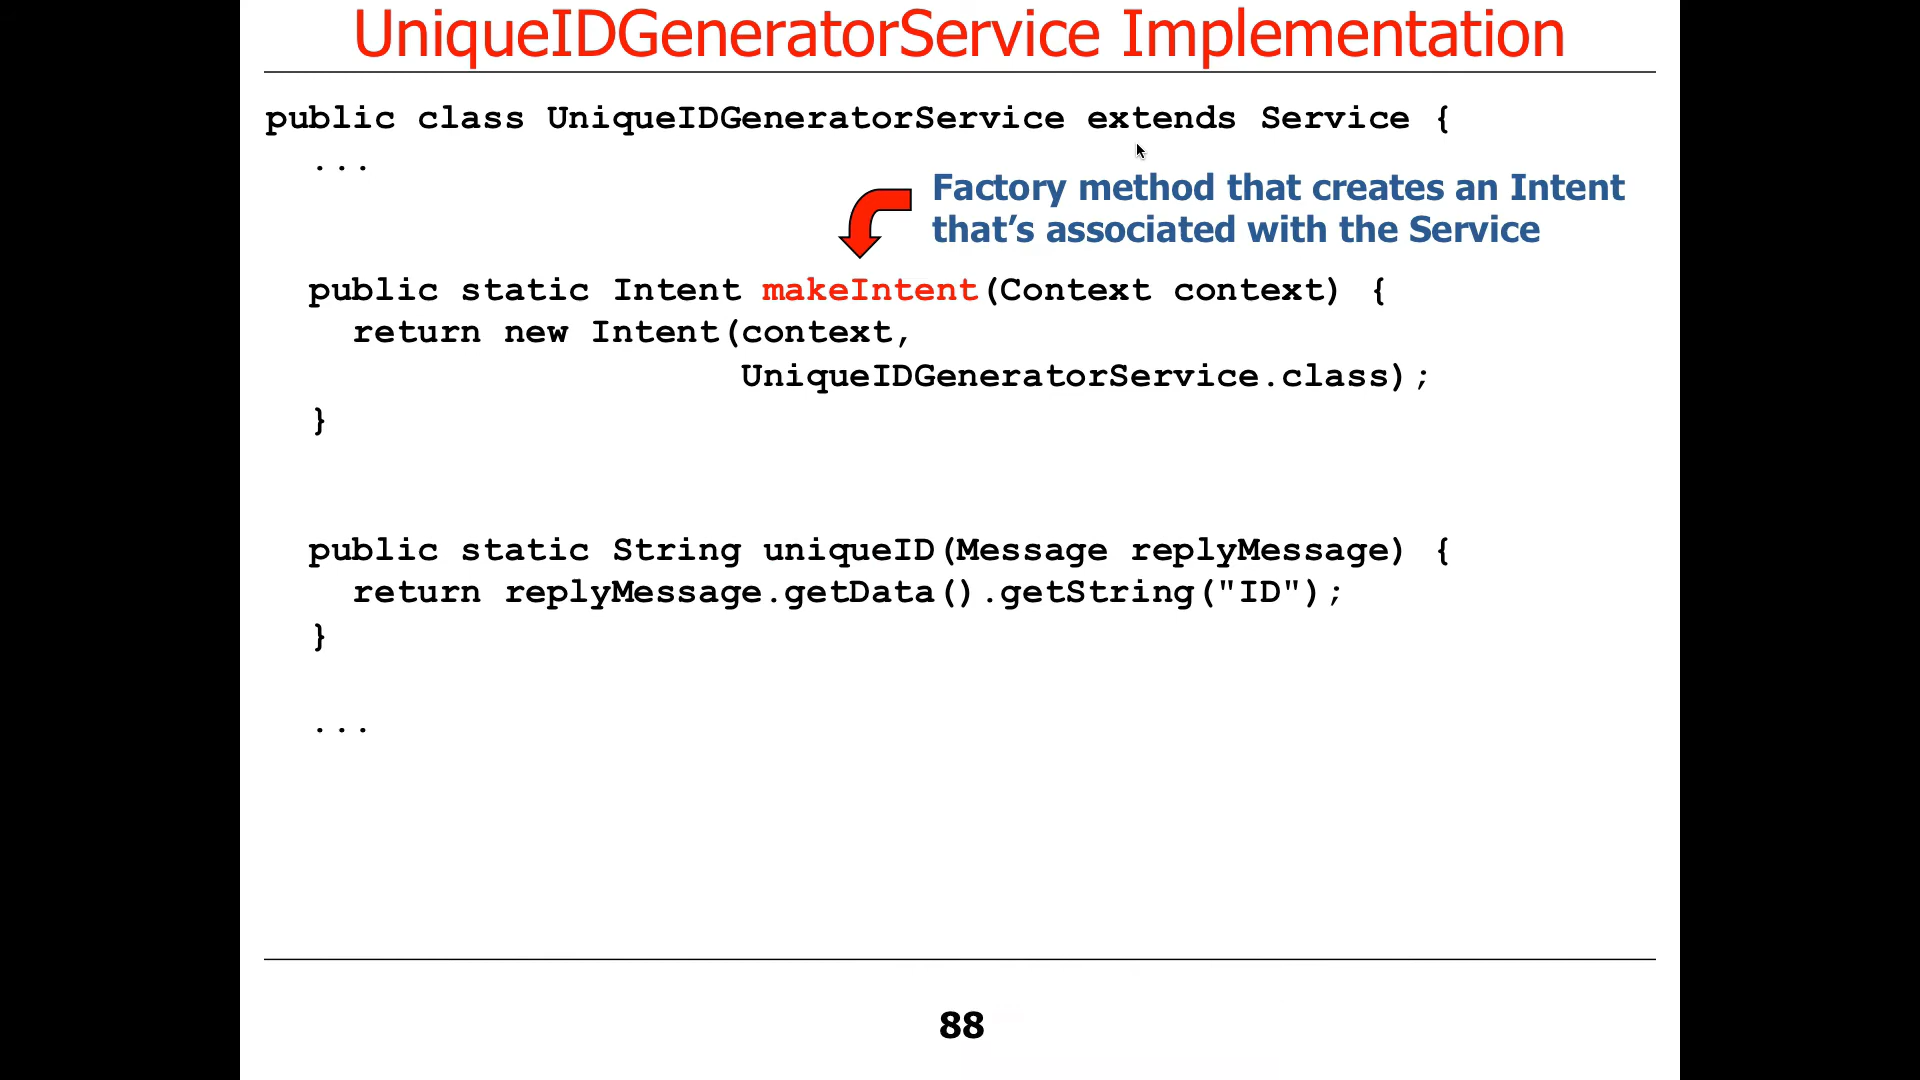 UniqueIDGeneratorService Implementation
public class UniqueIDGeneratorService extends Service {
...
Factory method that creates an Intent
that’s associated with the Service
public static Intent makeIntent(Context context) {
return new Intent(context,
UniqueIDGeneratorService.class);
}
public static String uniqueID(Message replyMessage) {
return replyMessage.getData().getString("ID");
}
...
88